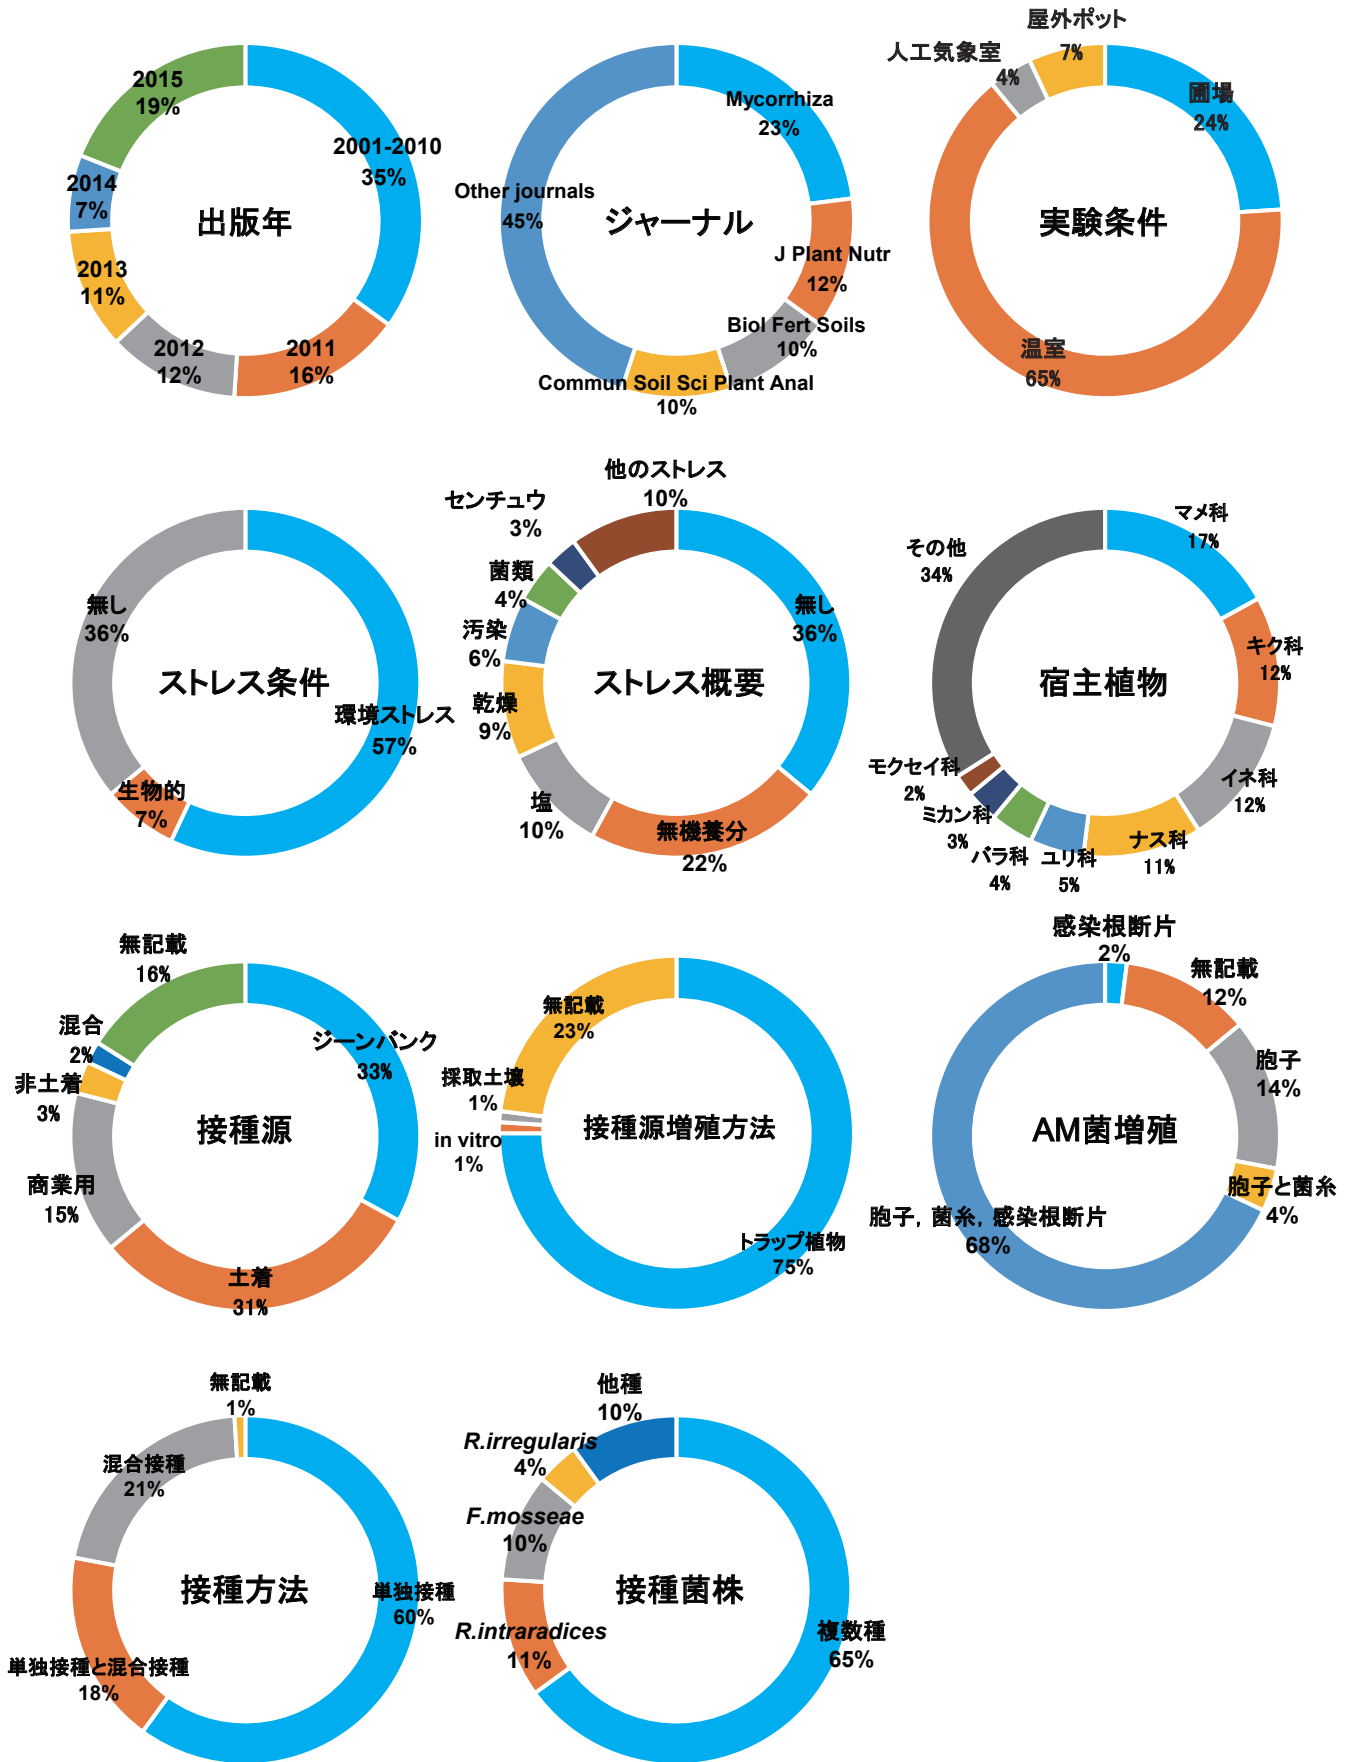 2015
19%
2001-2010
35%
2014
7%
2013
11%
2012
12%
2011
16%
出版年
Mycorrhiza
23%
Other journals
45%
J Plant Nutr
12%
Biol Fert Soils
10%
Commun Soil Sci Plant Anal
10%
ジャーナル
屋外ポット
7%
人工気象室
4%
圃場
24%
温室
65%
実験条件
無し
36%
環境ストレス
57%
生物的
7%
ストレス条件
他のストレス
10%
センチュウ
3%
菌類
4%
汚染
6%
乾燥
9%
塩
10%
無機養分
22%
無し
36%
ストレス概要
マメ科
17%
その他
34%
キク科
12%
イネ科
12%
ナス科
11%
ユリ科
5%
バラ科
4%
ミカン科
3%
モクセイ科
2%
宿主植物
無記載
16%
混合
2%
非土着
3%
商業用
15%
土着
31%
ジーンバンク
33%
接種源
無記載
23%
採取土壌
1%
in vitro
1%
トラップ植物
75%
接種源増殖方法
感染根断片
2%
無記載
12%
胞子
14%
胞子と菌糸
4%
胞子, 菌糸, 感染根断片
68%
AM菌増殖
無記載
1%
混合接種
21%
単独接種
60%
単独接種と混合接種
18%
接種方法
他種
10%
R.irregularis
4%
F.mosseae
10%
R.intraradices
11%
複数種
65%
接種菌株